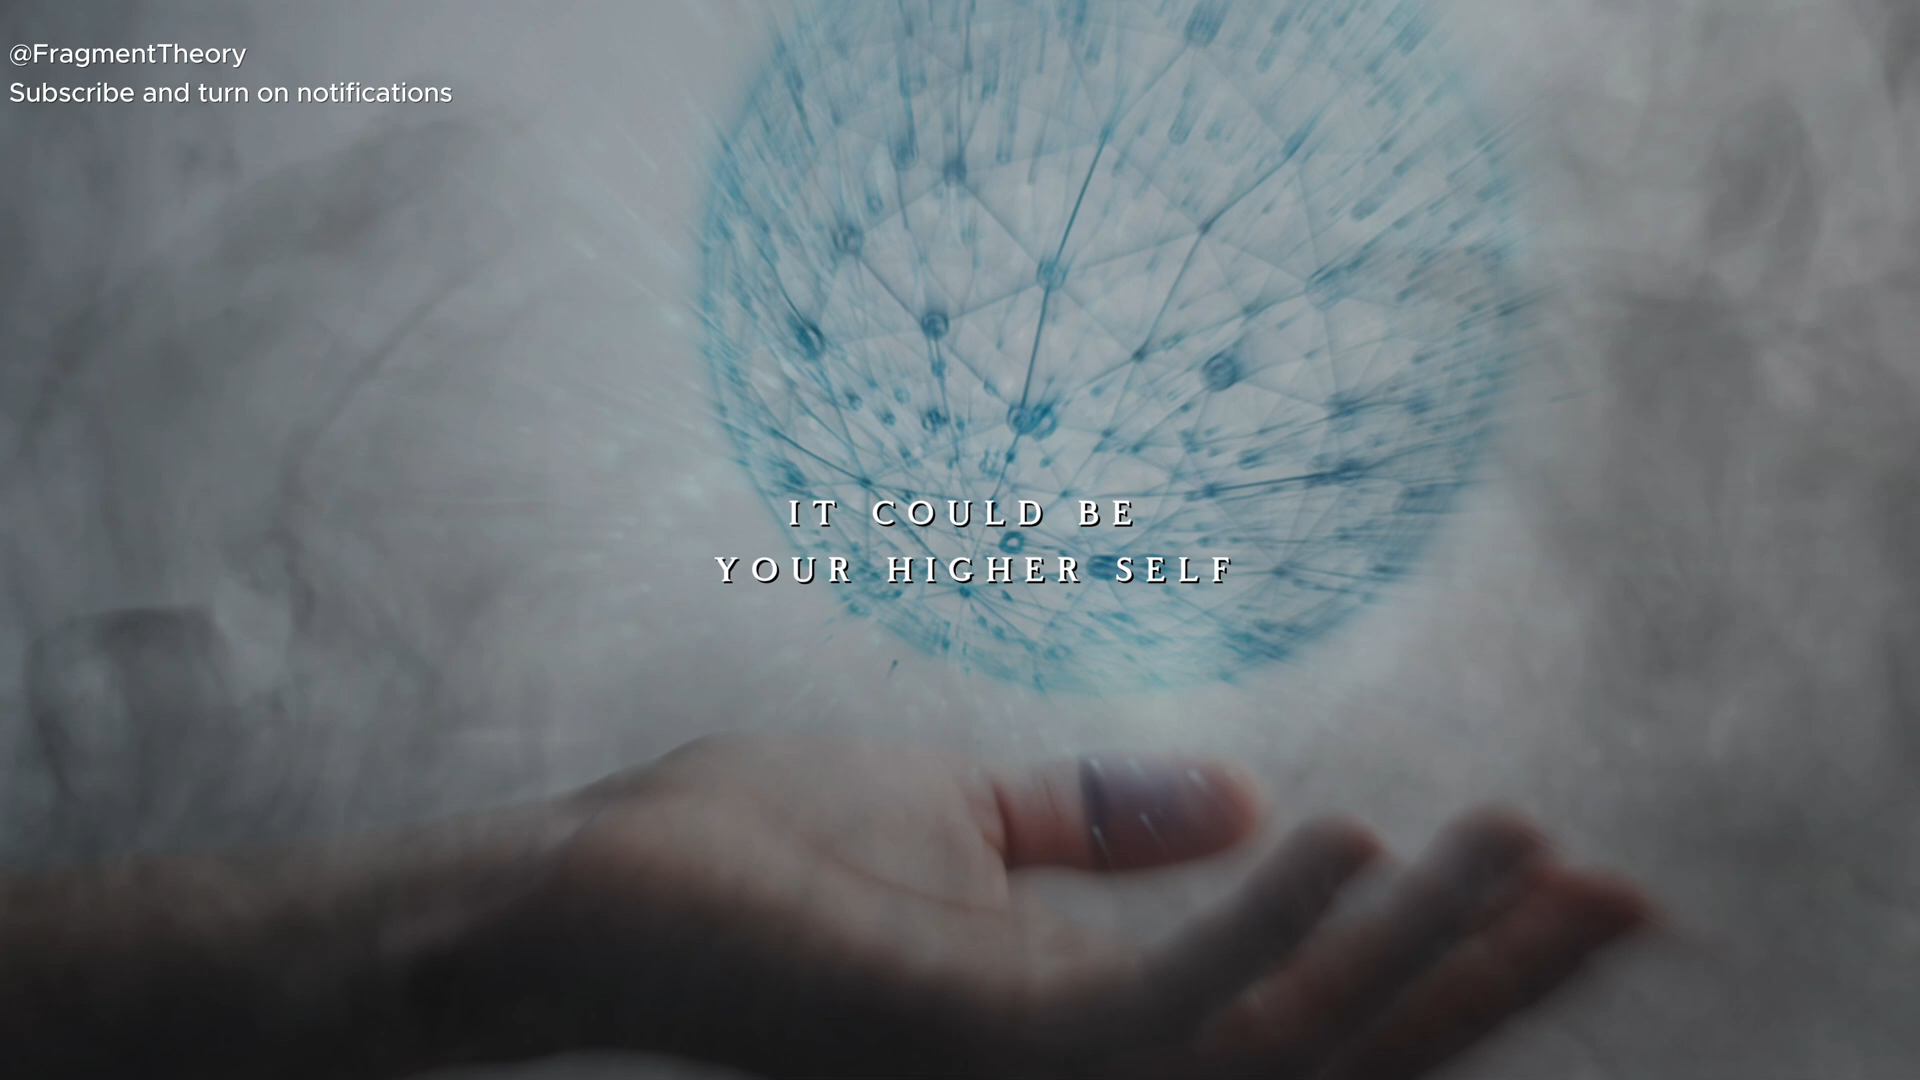 @FragmentTheory
Subscribe and turn on notifications
IT COULD BE
YOUR HIGHER SELF